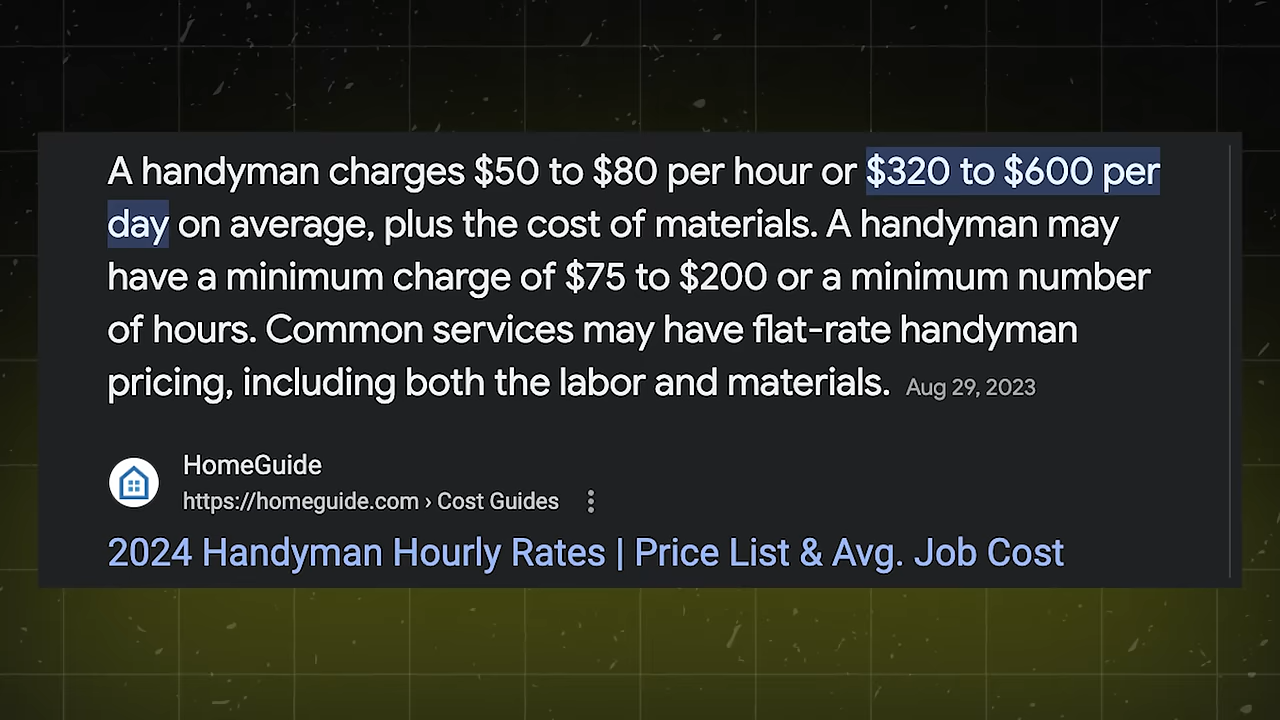 A handyman charges $50 to $80 per hour or $320 to $600 per
day on average, plus the cost of materials. A handyman may
have a minimum charge of $75 to $200 or a minimum number
of hours. Common services may have flat-rate handyman
pricing, including both the labor and materials. Aug 29, 2023
HomeGuide
https://homeguide.com › Cost Guides
2024 Handyman Hourly Rates | Price List & Avg. Job Cost